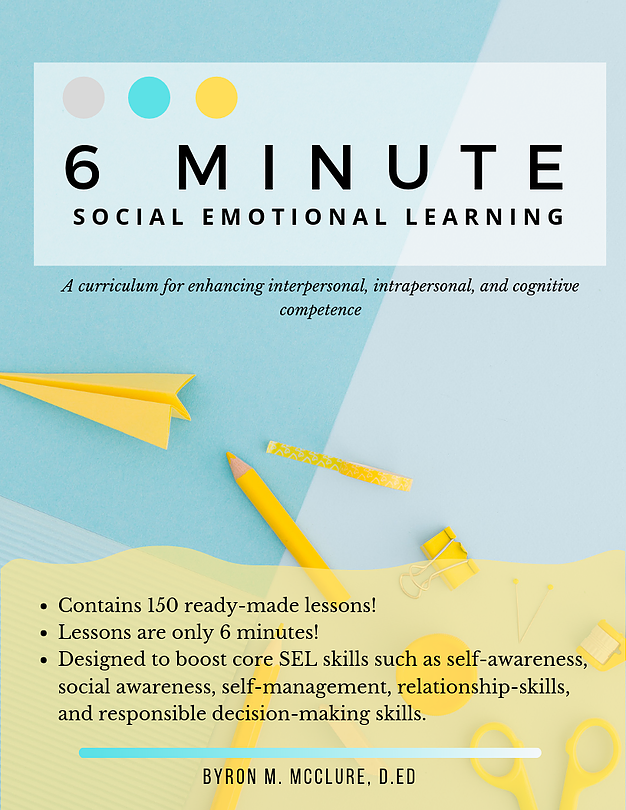 6 MINUTE
SOCIAL EMOTIONAL LEARNING
A curriculum for enhancing interpersonal, intrapersonal, and cognitive
competence
• Contains 150 ready-made lessons!
• Lessons are only 6 minutes!
• Designed to boost core SEL skills such as self-awareness,
social awareness, self-management, relationship-skills,
and responsible decision-making skills.
BYRON M. MCCLURE, D.ED